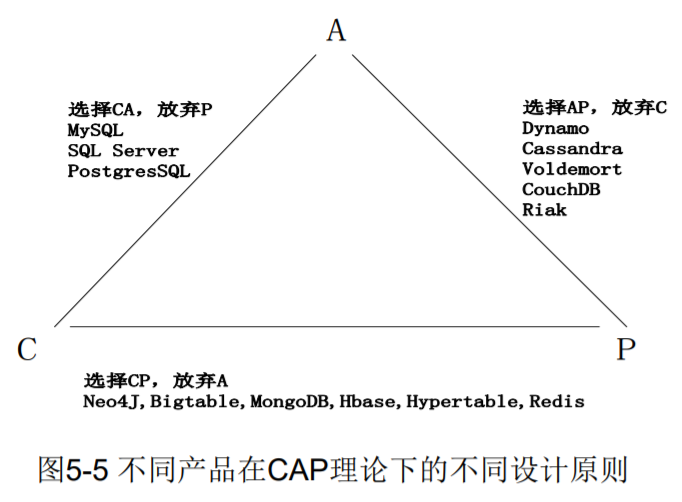 A
选择CA，放弃P
MySQL
SQL Server
PostgresSQL
选择AP，放弃C
Dynamo
Cassandra
Voldemort
CouchDB
Riak
C
P
选择CP，放弃A
Neo4J,Bigtable,MongoDB,Hbase,Hypertable,Redis
图5-5 不同产品在CAP理论下的不同设计原则